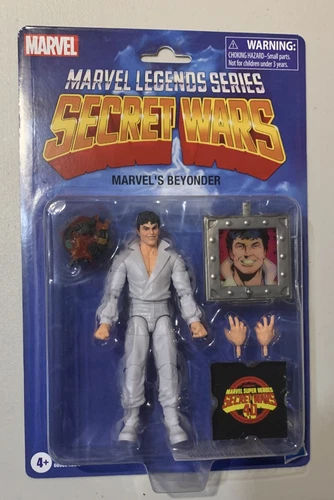 MARVEL
WARNING:
CHOKING HAZARD—Small parts.
Not for children under 3 years.
MARVEL LEGENDS SERIES
SECRET WARS
MARVEL'S BEYONDER
MARVEL SUPER HEROES
SECRET WARS
40
4+